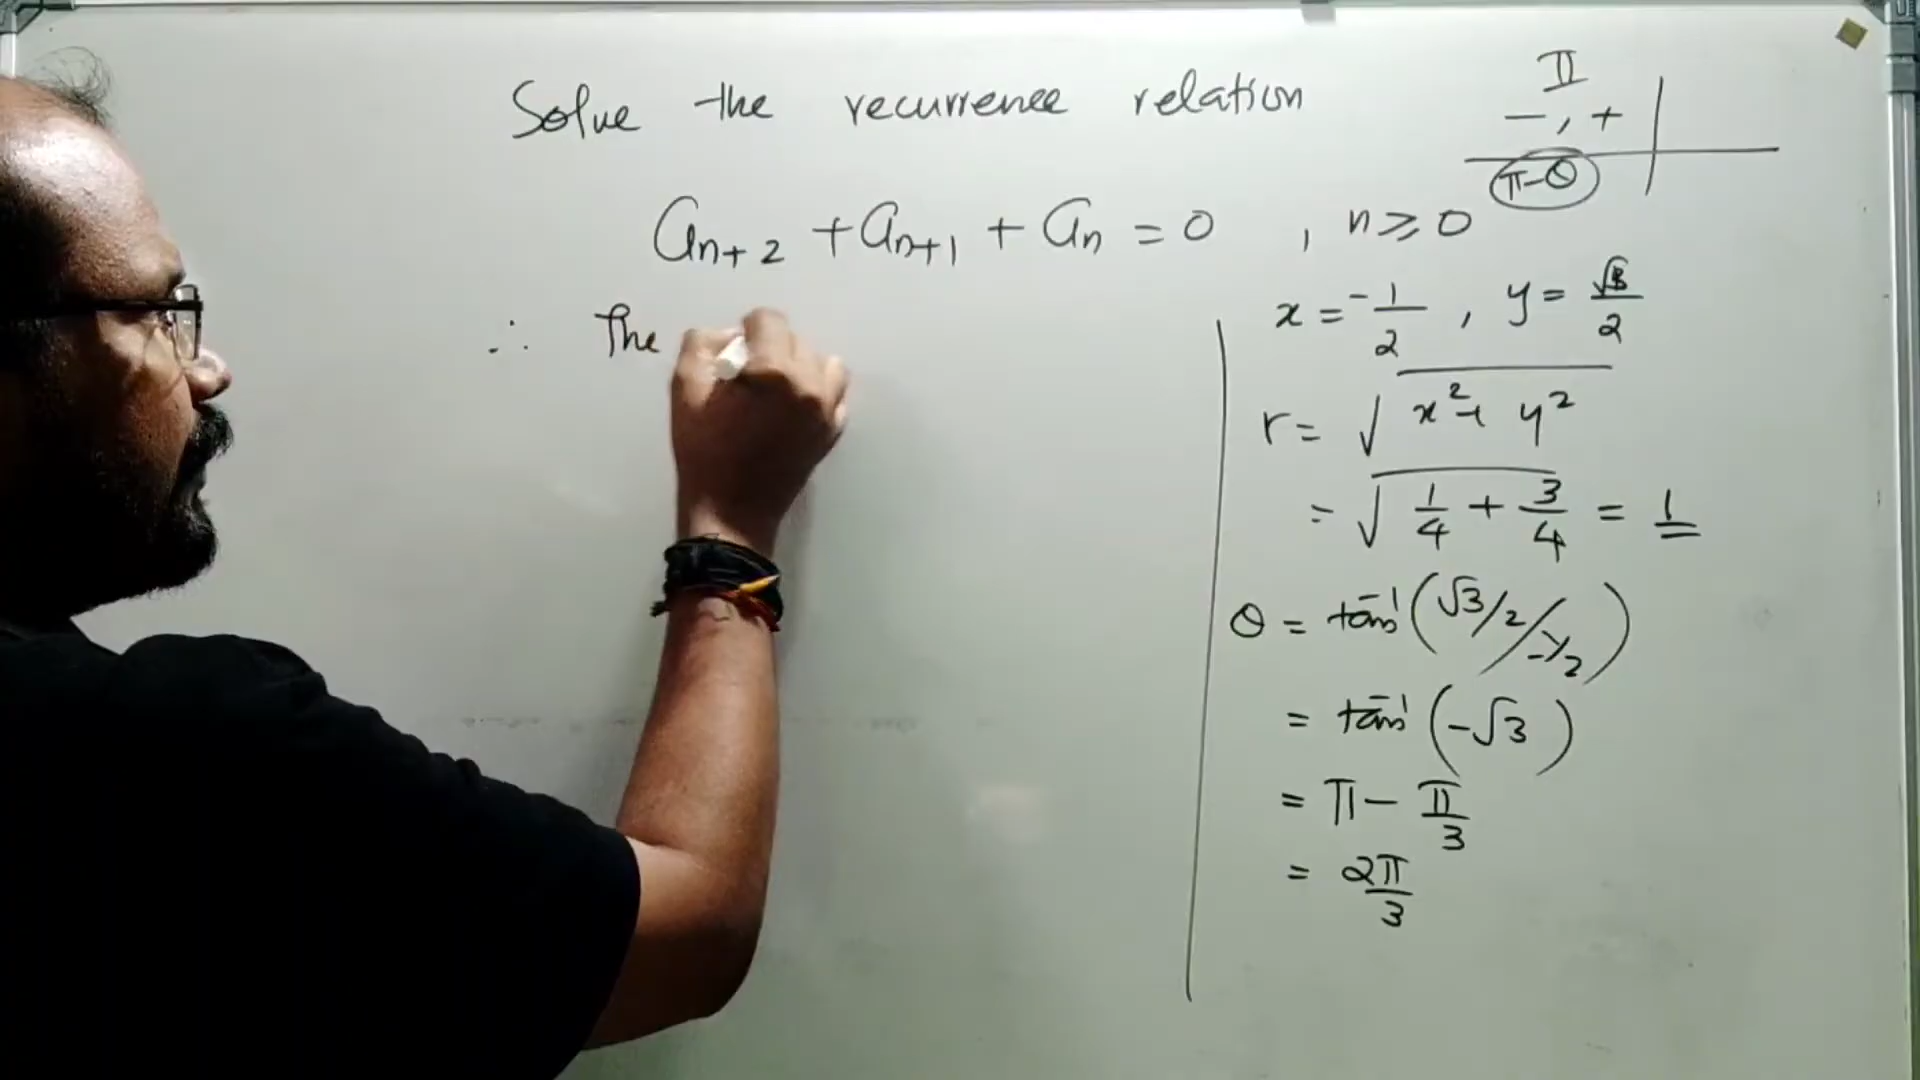 Solve the recurrence relation
II
-, +
π-θ
aₙ₊₂ + aₙ₊₁ + aₙ = 0 , n ≥ 0
∴ The
x = -1/2 , y = √3/2
r = √(x² + y²)
= √(1/4 + 3/4) = 1
θ = tan⁻¹(√3/2/-1/2)
= tan⁻¹(-√3)
= π - π/3
= 2π/3